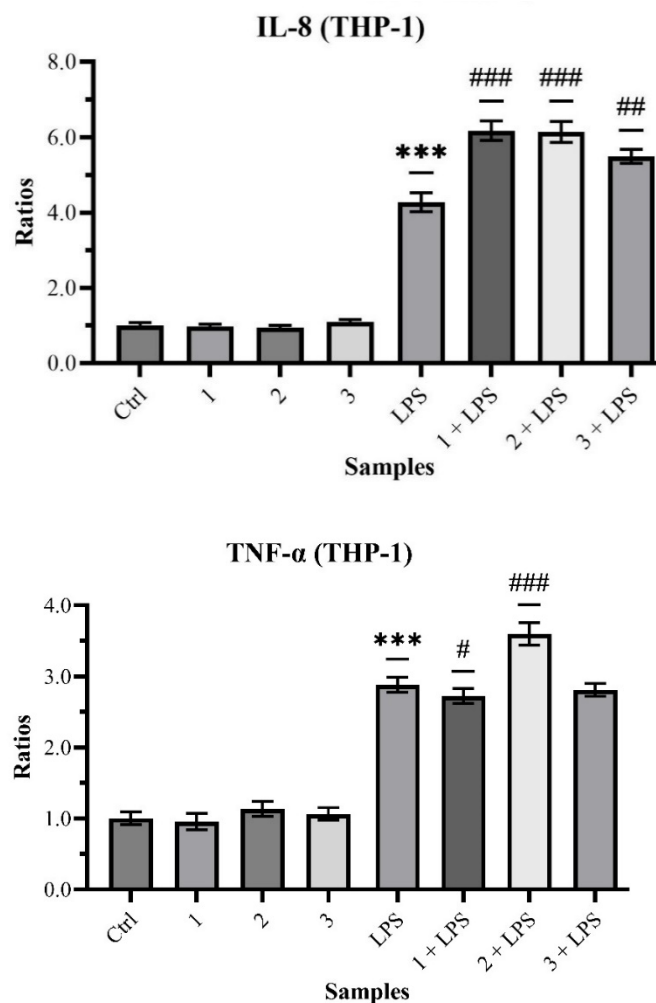 IL-8 (THP-1)
8.0
6.0
4.0
2.0
0.0
Ratios
***
###
###
##
Ctrl
1
2
3
LPS
1 + LPS
2 + LPS
3 + LPS
Samples
TNF-α (THP-1)
4.0
3.0
2.0
1.0
0.0
Ratios
***
#
###
Ctrl
1
2
3
LPS
1 + LPS
2 + LPS
3 + LPS
Samples